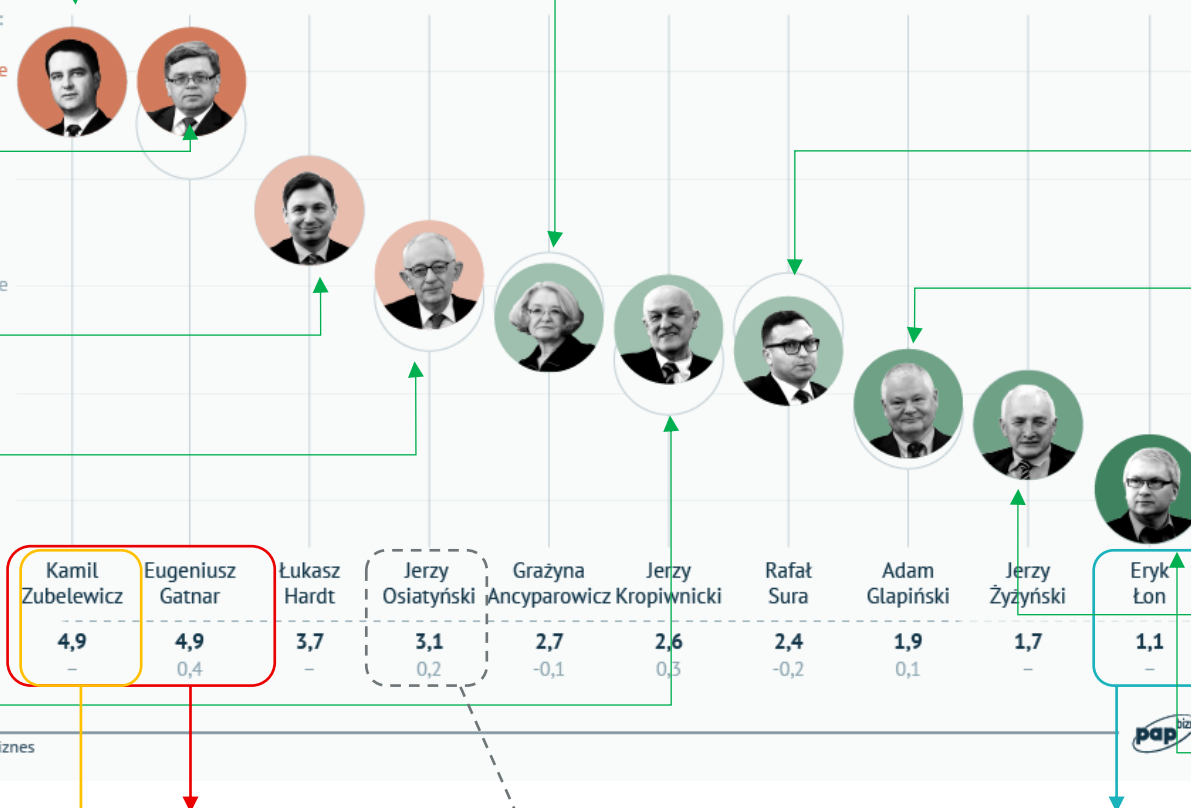 Kamil Zubelewicz
4,9
–
Eugeniusz Gatnar
4,9
0,4
Łukasz Hardt
3,7
–
Jerzy Osiatyński
3,1
0,2
Grażyna Ancyparowicz
2,7
-0,1
Jerzy Kropiwnicki
2,6
0,3
Rafał Sura
2,4
-0,2
Adam Glapiński
1,9
0,1
Jerzy Żyżyński
1,7
–
Eryk Łon
1,1
–
iznes
pap biz